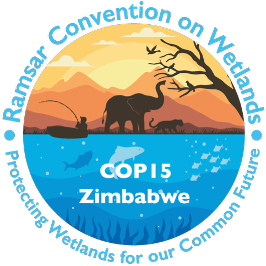 • Ramsar Convention on Wetlands •
COP15
Zimbabwe
Protecting Wetlands for our Common Future